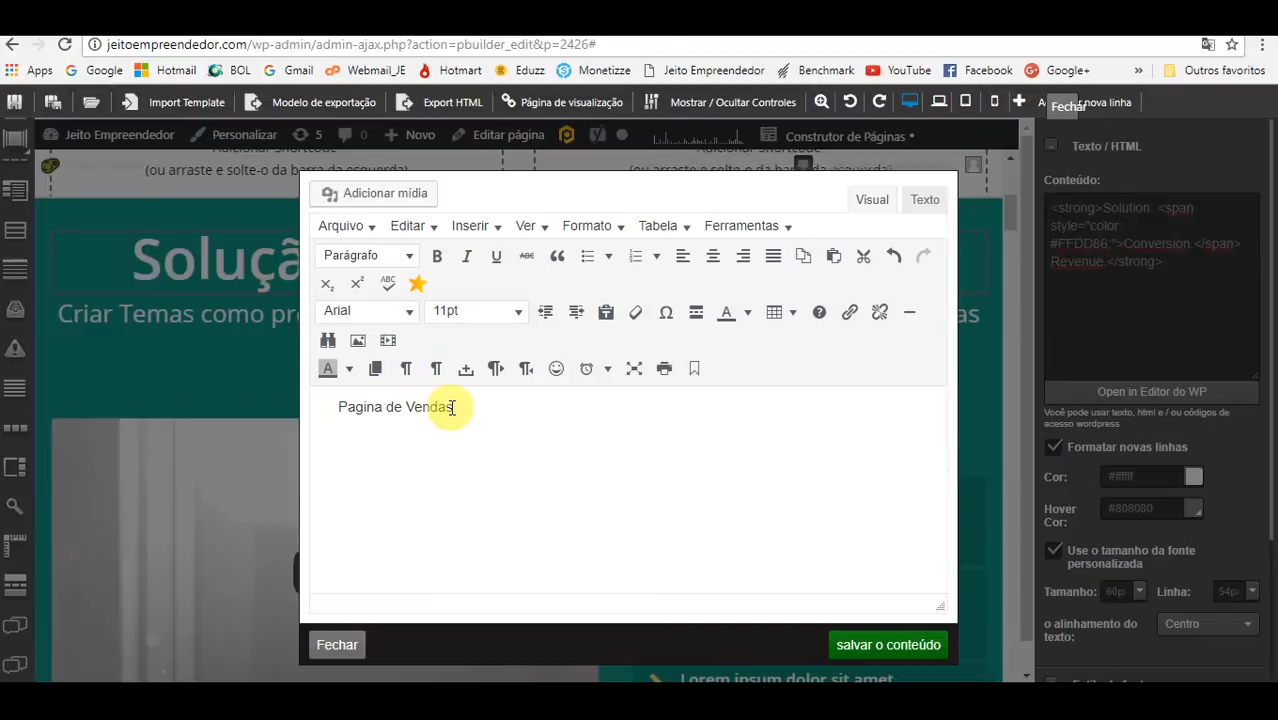 jeitoempreendedor.com/wp-admin/admin-ajax.php?action=pbuilder_edit&p=2426#
Apps Google Hotmail BOL Gmail Webmail_JE Hotmart Eduzz Monetizze Jeito Empreendedor Benchmark YouTube Facebook Google+ » Outros favoritos
Import Template Modelo de exportação Export HTML Página de visualização Mostrar / Ocultar Controles nova linha
Fechar
Jeito Empreendedor Personalizar 5 0 Novo Editar página Construtor de Páginas
(ou arraste e solte-o da barra da esquerda)
Texto / HTML
Adicionar mídia
Visual Texto
Conteúdo:
<strong>Solution <span
style="color:
#FFDD86;">Conversion </span>
Revenue </strong>
Arquivo Editar Inserir Ver Formato Tabela Ferramentas
Parágrafo B I U ABC
ABC
Arial 11pt
Criar Temas como
Pagina de Vendas
Open in Editor do WP
Você pode usar texto, html e / ou códigos de
acesso wordpress
Formatar novas linhas
Cor: #ffffff
Hover
Cor: #808080
Use o tamanho da fonte
personalizada
Tamanho: 60px Linha: 54px
o alinhamento do
texto: Centro
Fechar salvar o conteúdo
Lorem ipsum dolor sit amet